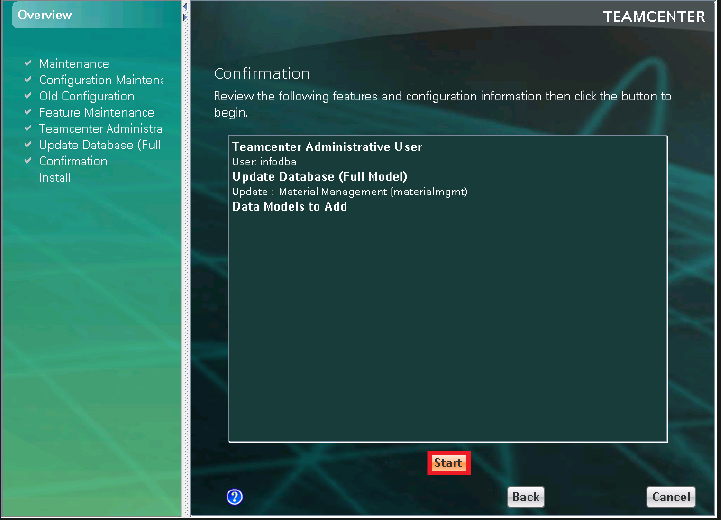 Overview
TEAMCENTER
Maintenance
Configuration Maintena
Old Configuration
Feature Maintenance
Teamcenter Administra
Update Database (Full
Confirmation
Install
Confirmation
Review the following features and configuration information then click the button to
begin.
Teamcenter Administrative User
User: infodba
Update Database (Full Model)
Update : Material Management (materialmgmt)
Data Models to Add
Start
?
Back
Cancel